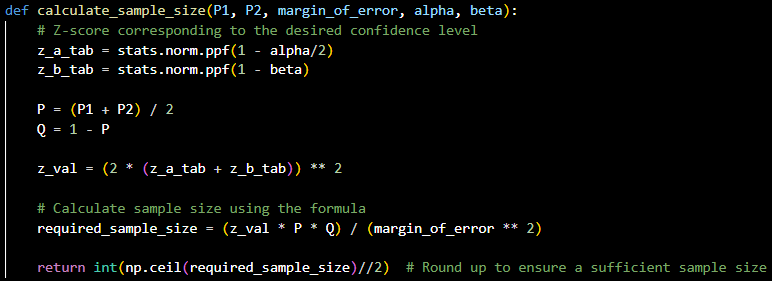 def calculate_sample_size(P1, P2, margin_of_error, alpha, beta):
    # Z-score corresponding to the desired confidence level
    z_a_tab = stats.norm.ppf(1 - alpha/2)
    z_b_tab = stats.norm.ppf(1 - beta)

    P = (P1 + P2) / 2
    Q = 1 - P

    z_val = (2 * (z_a_tab + z_b_tab)) ** 2

    # Calculate sample size using the formula
    required_sample_size = (z_val * P * Q) / (margin_of_error ** 2)

    return int(np.ceil(required_sample_size)//2)  # Round up to ensure a sufficient sample size